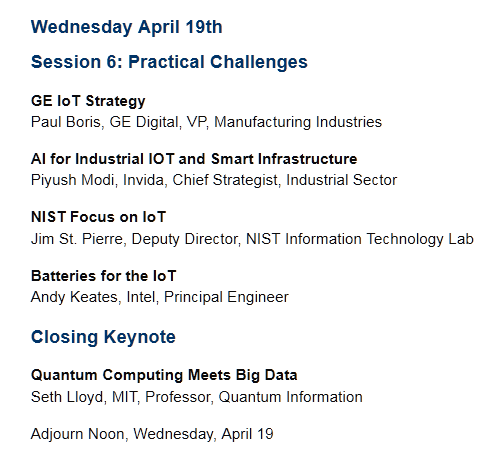 Wednesday April 19th
Session 6: Practical Challenges
GE IoT Strategy
Paul Boris, GE Digital, VP, Manufacturing Industries
AI for Industrial IOT and Smart Infrastructure
Piyush Modi, Invida, Chief Strategist, Industrial Sector
NIST Focus on IoT
Jim St. Pierre, Deputy Director, NIST Information Technology Lab
Batteries for the IoT
Andy Keates, Intel, Principal Engineer
Closing Keynote
Quantum Computing Meets Big Data
Seth Lloyd, MIT, Professor, Quantum Information
Adjourn Noon, Wednesday, April 19